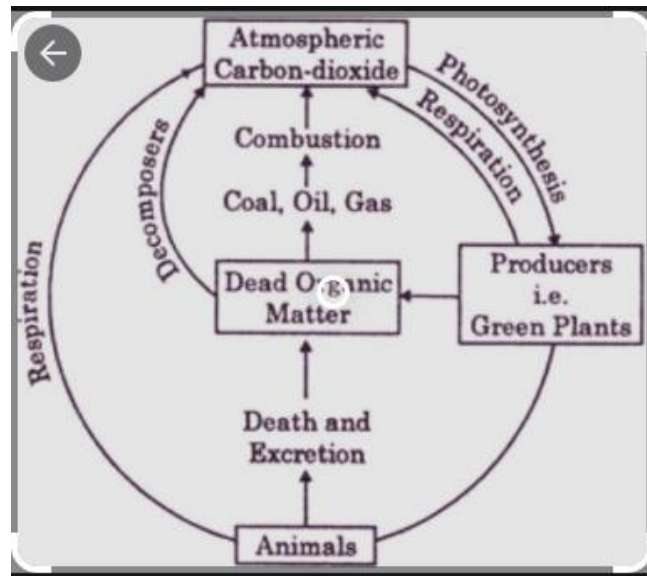 Atmospheric
Carbon-dioxide
Photosynthesis
Respiration
Combustion
Decomposers
Coal, Oil, Gas
Respiration
Dead Organic
Matter
Producers
i.e.
Green Plants
Death and
Excretion
Animals